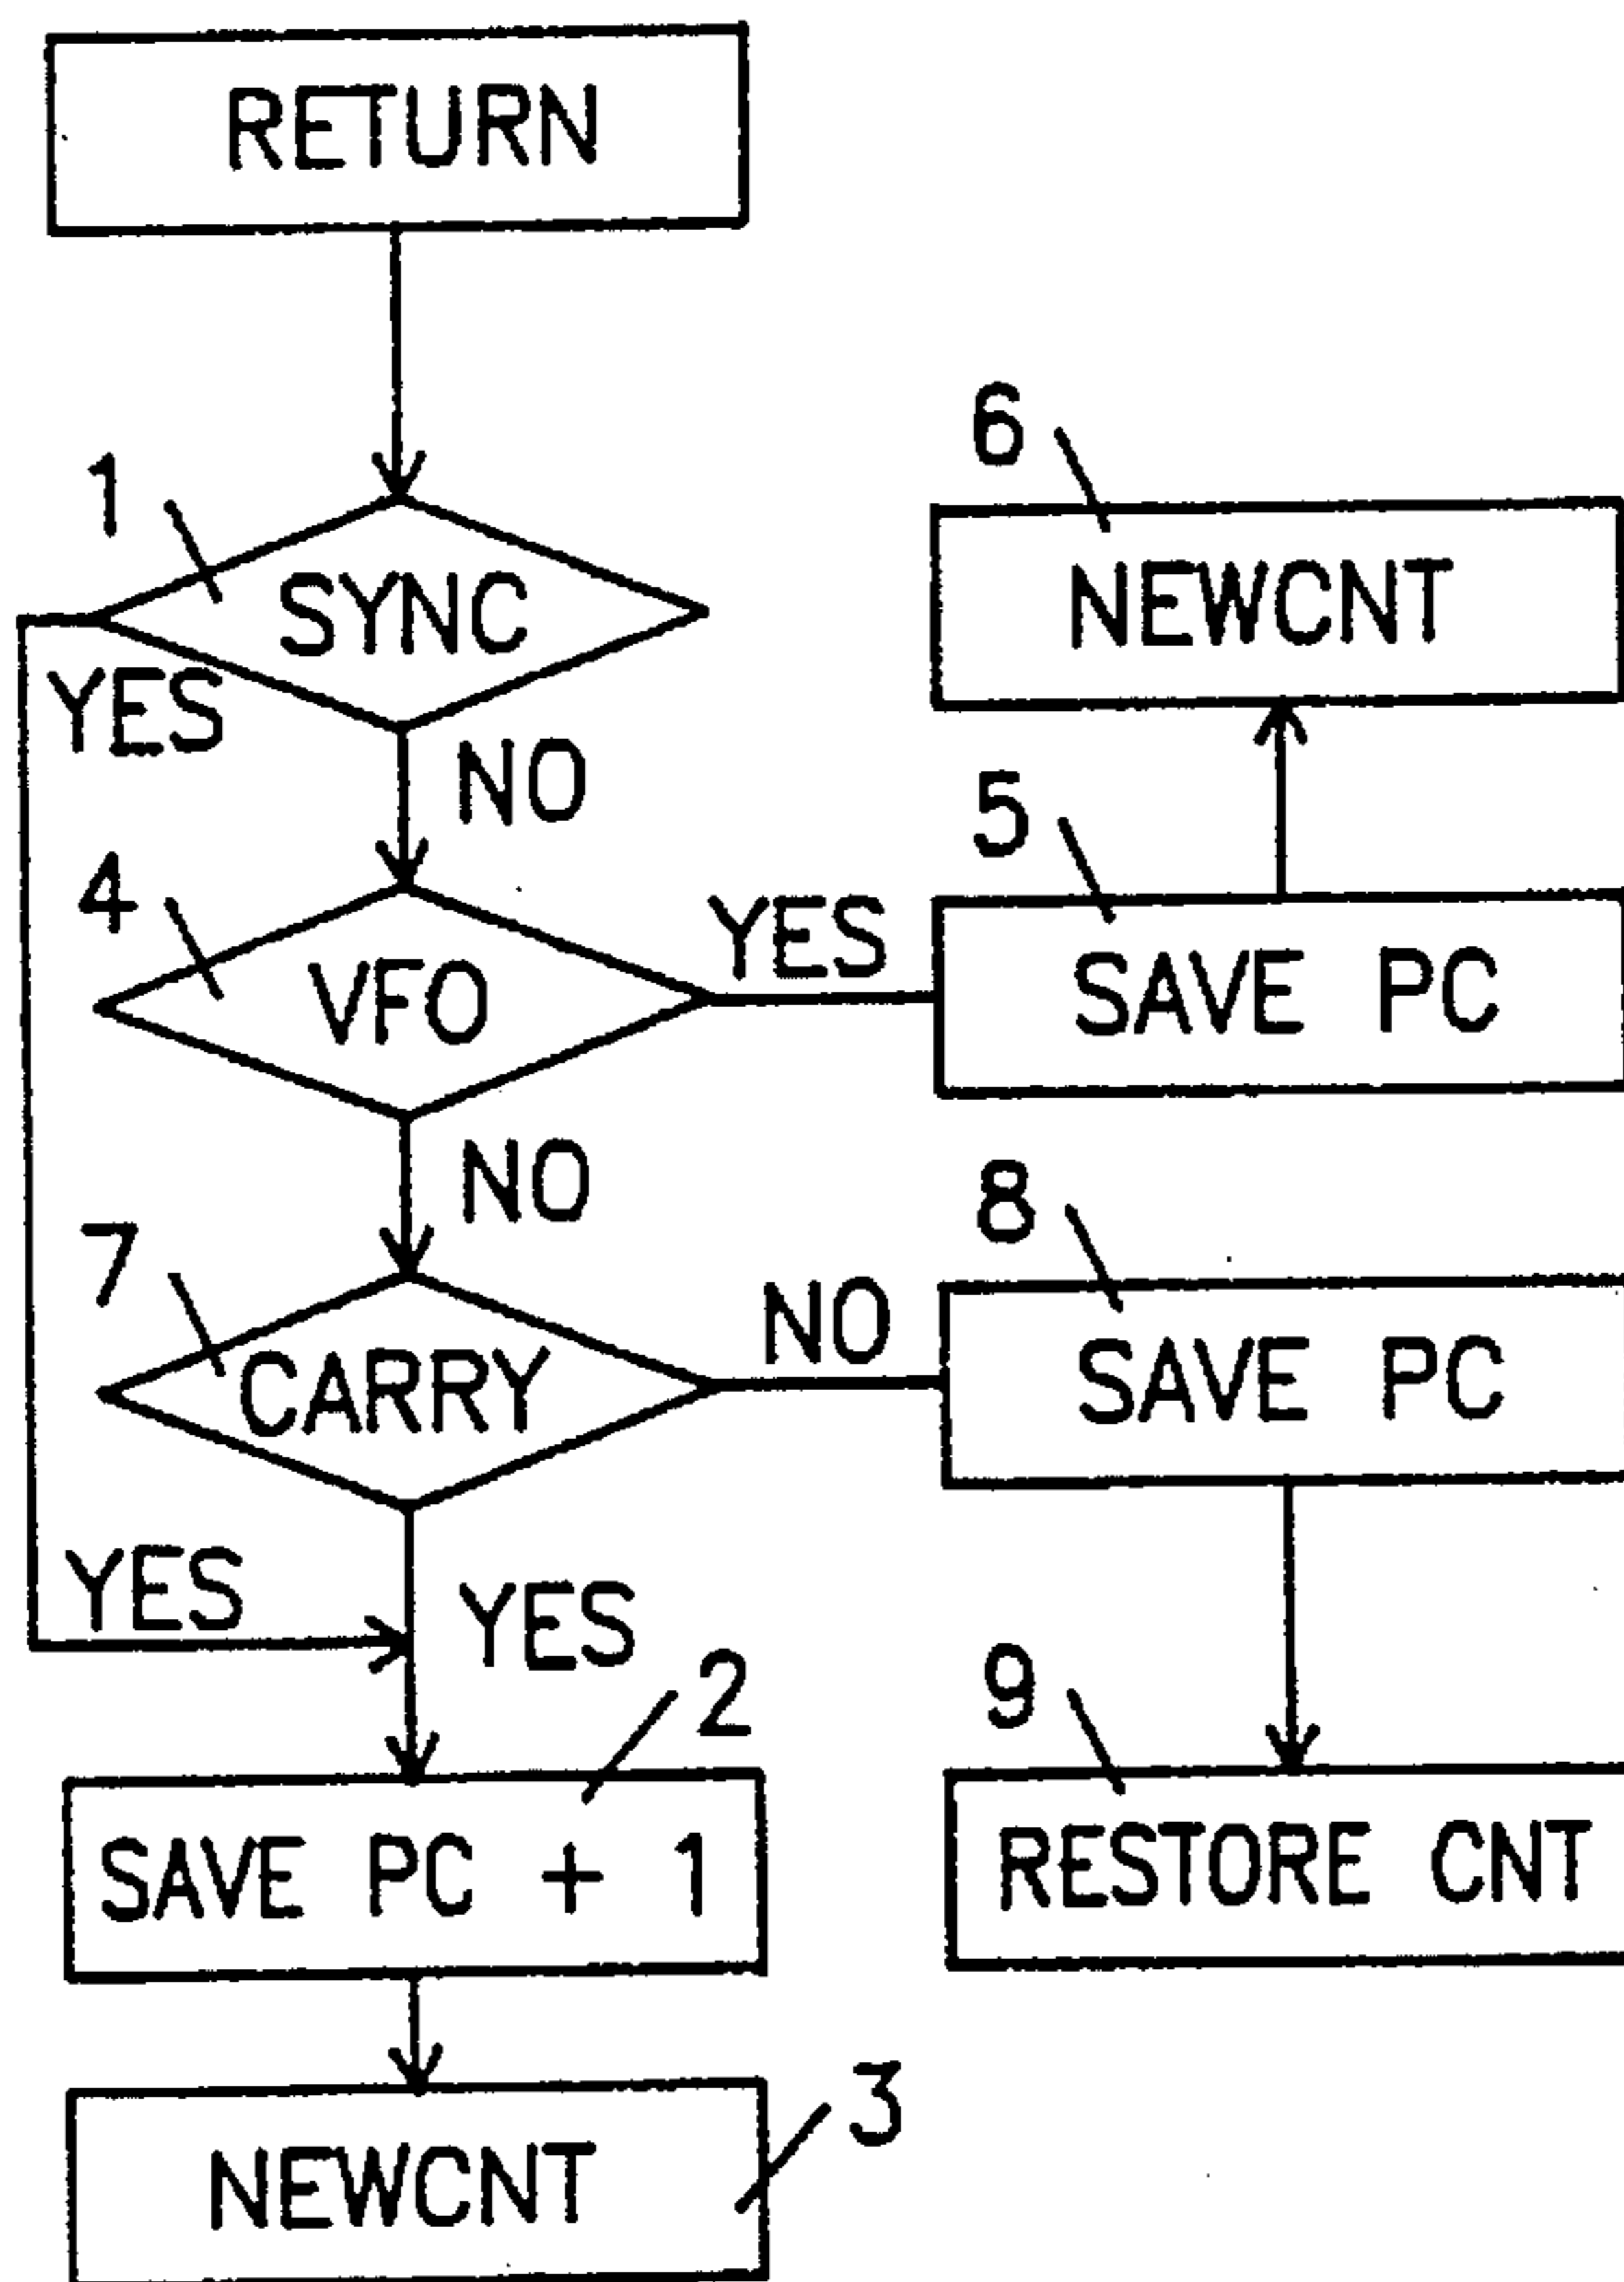 RETURN
1
SYNC
YES
NO
6
NEWCNT
5
SAVE PC
4
VFO
YES
NO
7
CARRY
NO
8
SAVE PC
YES
YES
9
RESTORE CNT
2
SAVE PC + 1
3
NEWCNT